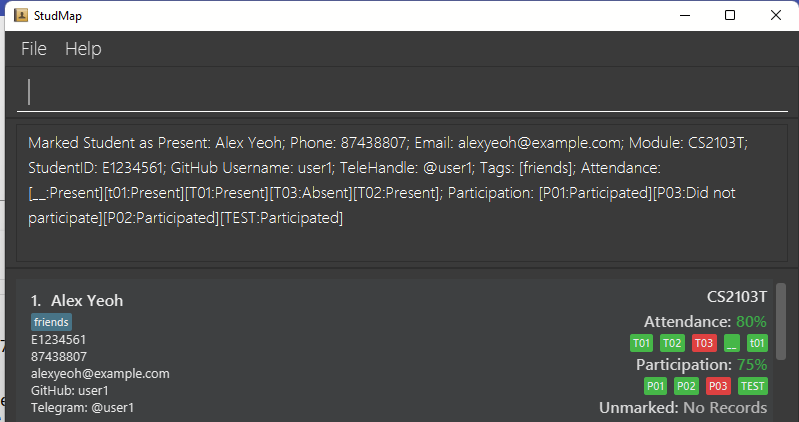 StudMap
File Help
Marked Student as Present: Alex Yeoh; Phone: 87438807; Email: alexyeoh@example.com; Module: CS2103T;
StudentID: E1234561; GitHub Username: user1; TeleHandle: @user1; Tags: [friends]; Attendance:
[__:Present][t01:Present][T01:Present][T03:Absent][T02:Present]; Participation: [P01:Participated][P03:Did not
participate][P02:Participated][TEST:Participated]
1. Alex Yeoh
friends
E1234561
87438807
alexyeoh@example.com
GitHub: user1
Telegram: @user1
CS2103T
Attendance: 80%
T01 T02 T03 __ t01
Participation: 75%
P01 P02 P03 TEST
Unmarked: No Records